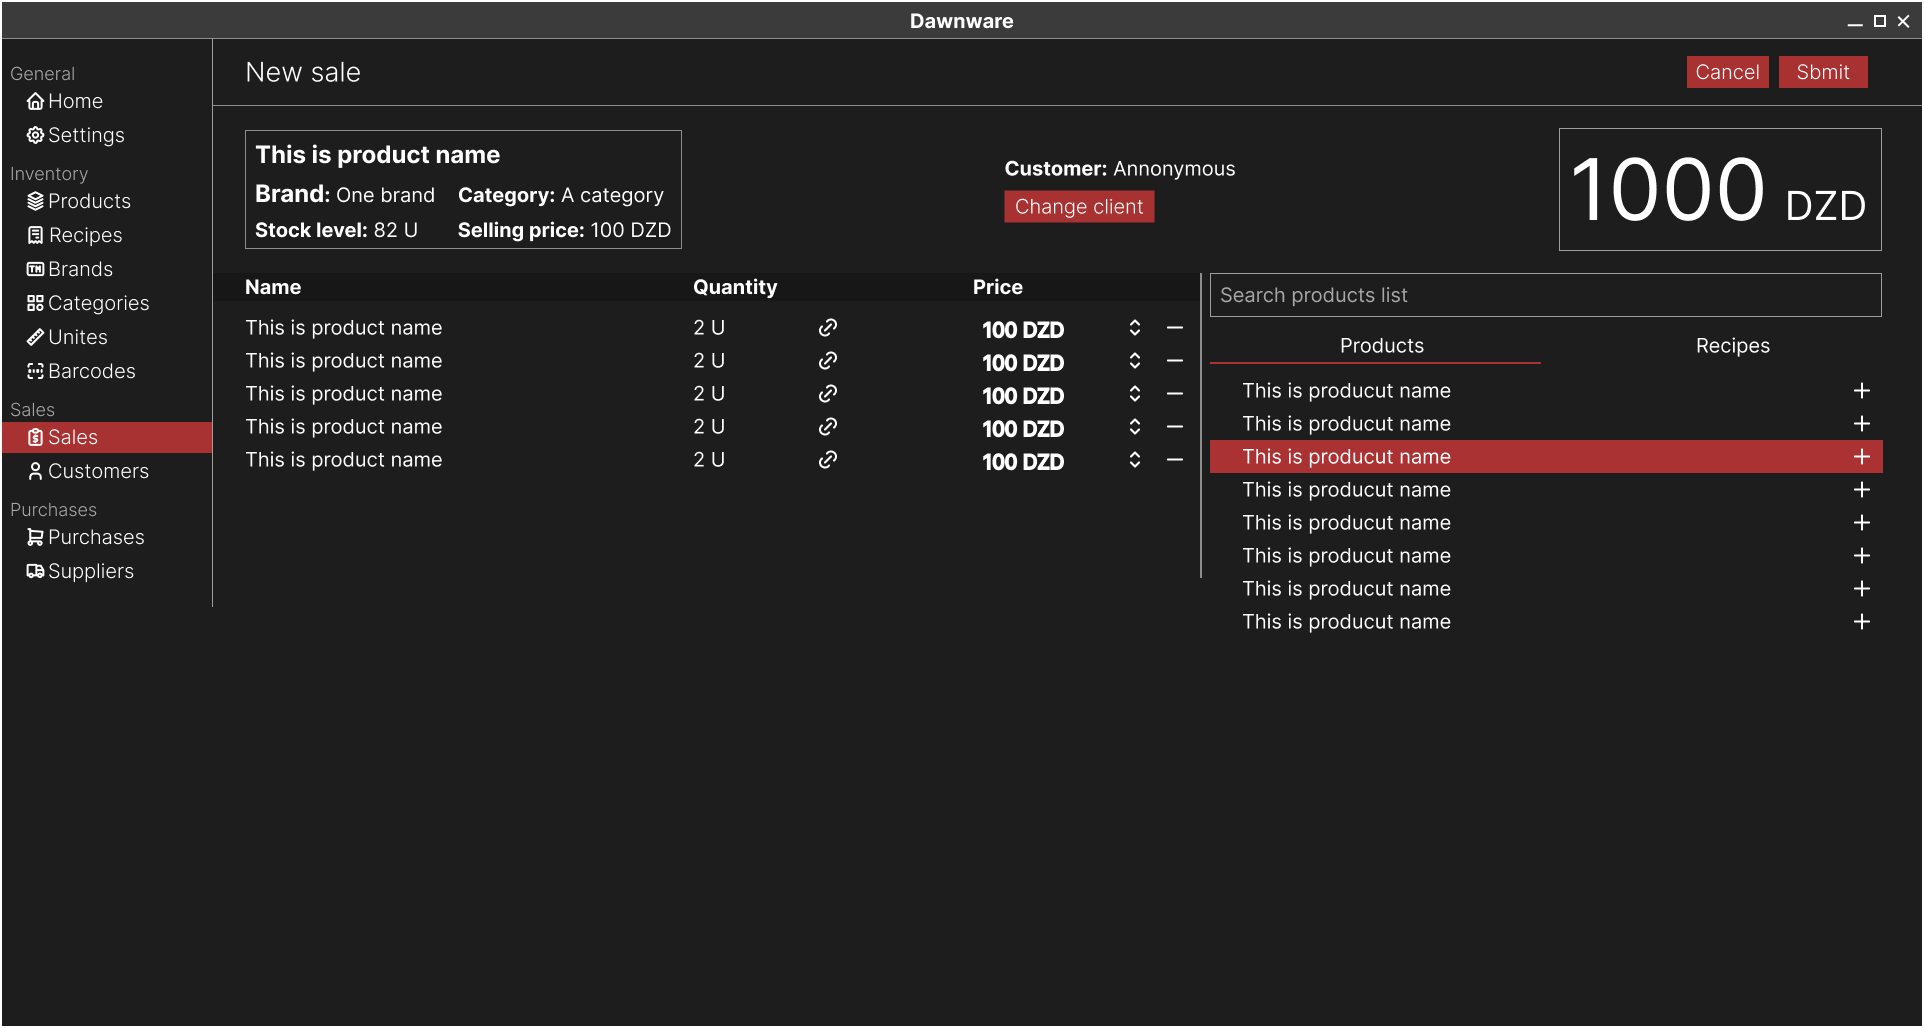 Dawnware
General
Home
Settings
Inventory
Products
Recipes
TM Brands
Categories
Unites
Barcodes
Sales
Sales
Customers
Purchases
Purchases
Suppliers
New sale
Cancel
Sbmit
This is product name
Brand: One brand Category: A category
Stock level: 82 U Selling price: 100 DZD
Customer: Annonymous
Change client
1000 DZD
Name Quantity Price
This is product name 2 U 100 DZD
This is product name 2 U 100 DZD
This is product name 2 U 100 DZD
This is product name 2 U 100 DZD
This is product name 2 U 100 DZD
Search products list
Products Recipes
This is producut name
This is producut name
This is producut name
This is producut name
This is producut name
This is producut name
This is producut name
This is producut name